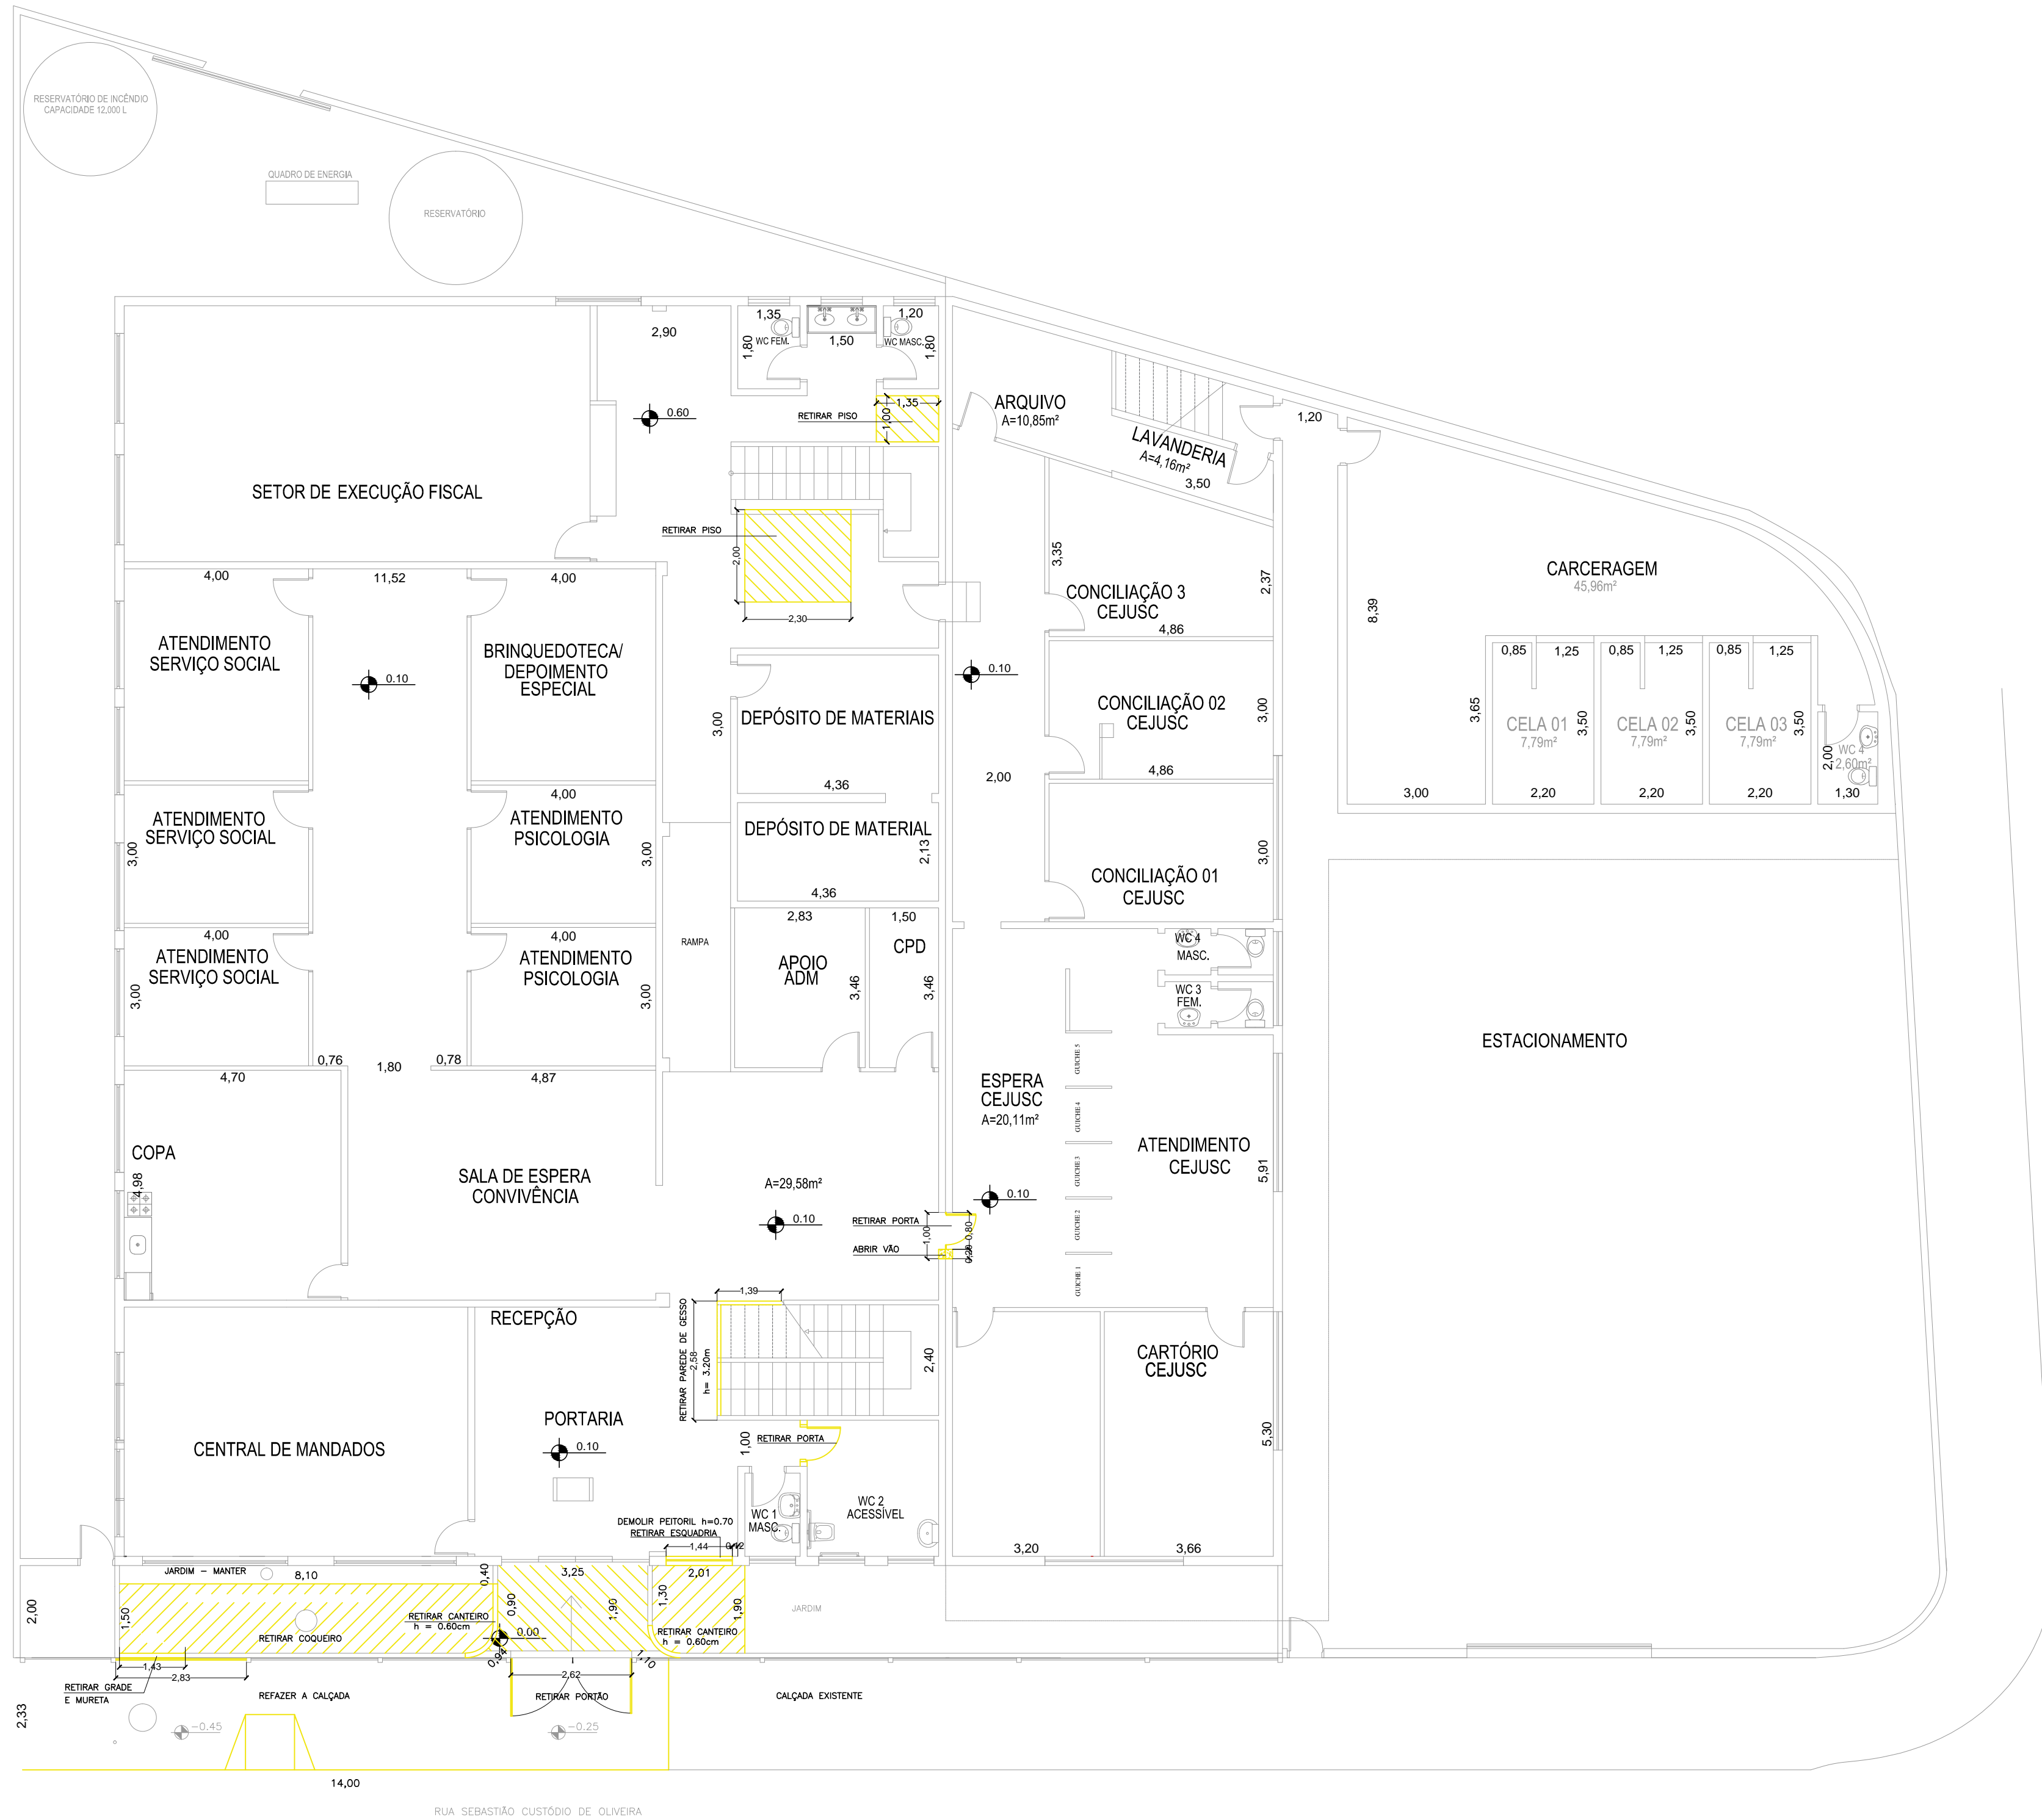 RESERVATÓRIO DE INCÊNDIO
CAPACIDADE 12.000 L
QUADRO DE ENERGIA
RESERVATÓRIO
2,90
1,35
1,80
WC FEM.
1,50
1,20
WC MASC.
1,80
0.60
RETIRAR PISO
1,35
1,00
ARQUIVO
A=10,85m²
LAVANDERIA
A=4,16m²
3,50
1,20
SETOR DE EXECUÇÃO FISCAL
RETIRAR PISO
2,00
2,30
3,35
2,37
CONCILIAÇÃO 3
CEJUSC
4,86
CARCERAGEM
45,96m²
8,39
4,00
11,52
4,00
ATENDIMENTO
SERVIÇO SOCIAL
BRINQUEDOTECA/
DEPOIMENTO
ESPECIAL
0.10
0.10
0,85
1,25
0,85
1,25
0,85
1,25
3,65
CELA 01
7,79m²
3,50
CELA 02
7,79m²
3,50
CELA 03
7,79m²
3,50
WC 4
2,60m²
2,00
3,00
2,20
2,20
2,20
1,30
3,00
DEPÓSITO DE MATERIAIS
4,36
CONCILIAÇÃO 02
CEJUSC
3,00
4,86
2,00
4,00
ATENDIMENTO
SERVIÇO SOCIAL
3,00
ATENDIMENTO
PSICOLOGIA
3,00
DEPÓSITO DE MATERIAL
2,13
4,36
CONCILIAÇÃO 01
CEJUSC
3,00
4,00
ATENDIMENTO
SERVIÇO SOCIAL
3,00
4,00
ATENDIMENTO
PSICOLOGIA
3,00
RAMPA
2,83
APOIO
ADM
3,46
1,50
CPD
3,46
WC 4
MASC.
WC 3
FEM.
ESTACIONAMENTO
0,76
1,80
0,78
4,70
4,87
COPA
4,98
SALA DE ESPERA
CONVIVÊNCIA
A=29,58m²
0.10
ESPERA
CEJUSC
A=20,11m²
0.10
GUICHE 5
GUICHE 4
GUICHE 3
GUICHE 2
GUICHE 1
ATENDIMENTO
CEJUSC
5,91
RETIRAR PORTA
ABRIR VÃO
1,00
0,80
RECEPÇÃO
1,39
RETIRAR PAREDE DE GESSO
2,58
h= 3.20m
2,40
CARTÓRIO
CEJUSC
5,30
PORTARIA
0.10
CENTRAL DE MANDADOS
1,00
RETIRAR PORTA
WC 1
MASC.
WC 2
ACESSÍVEL
DEMOLIR PEITORIL h=0.70
RETIRAR ESQUADRIA
1,44
3,20
3,66
JARDIM – MANTER
8,10
0,40
3,25
2,01
2,00
1,50
0,90
1,90
1,30
1,90
JARDIM
RETIRAR CANTEIRO
h = 0.60cm
0.00
RETIRAR CANTEIRO
h = 0.60cm
RETIRAR COQUEIRO
0,94
1,43
2,83
2,62
RETIRAR GRADE
E MURETA
REFAZER A CALÇADA
RETIRAR PORTÃO
CALÇADA EXISTENTE
2,33
-0.45
-0.25
14,00
RUA SEBASTIÃO CUSTÓDIO DE OLIVEIRA